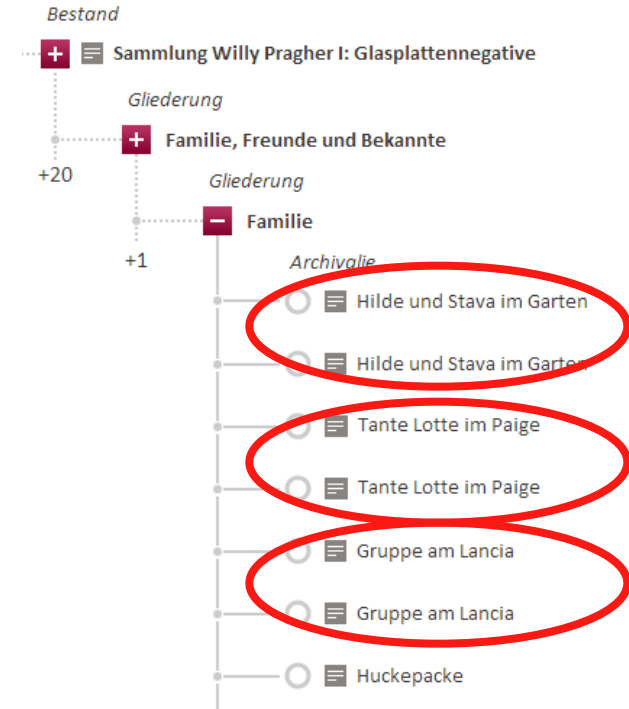 Bestand
Sammlung Willy Pragher I: Glasplattennegative
Gliederung
Familie, Freunde und Bekannte
+20
Gliederung
Familie
+1
Archivalie
Hilde und Stava im Garten
Hilde und Stava im Garten
Tante Lotte im Paige
Tante Lotte im Paige
Gruppe am Lancia
Gruppe am Lancia
Huckepacke